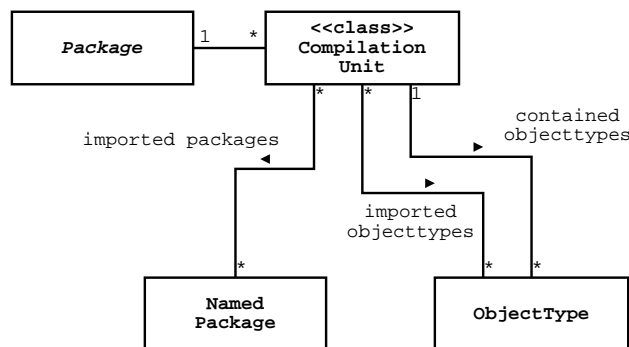 <<class>>
Package
1
*
Compilation
Unit
*
*
1
contained
objecttypes
imported packages
imported
objecttypes
*
*
*
Named
Package
ObjectType